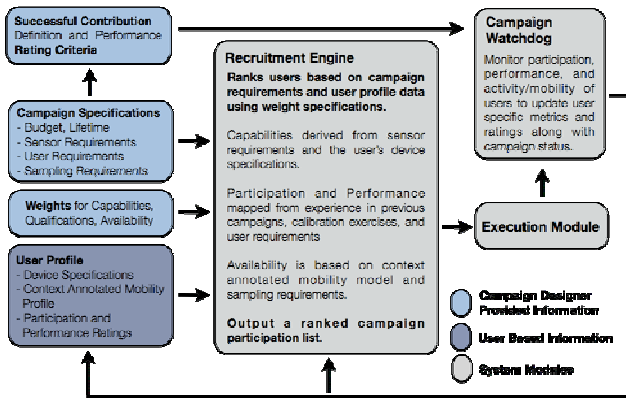 Successful Contribution
Definition and Performance
Rating Criteria
Campaign Specifications
- Budget, Lifetime
- Sensor Requirements
- User Requirements
- Sampling Requirements
Weights for Capabilities,
Qualifications, Availability
User Profile
- Device Specifications
- Context Annotated Mobility
Profile
- Participation and
Performance Ratings
Recruitment Engine
Ranks users based on campaign
requirements and user profile data
using weight specifications.
Capabilities derived from sensor
requirements and the user's device
specifications.
Participation and Performance
mapped from experience in previous
campaigns, calibration exercises, and
user requirements
Availability is based on context
annotated mobility model and
sampling requirements.
Output a ranked campaign
participation list.
Campaign
Watchdog
Monitor participation,
performance, and
activity/mobility of
users to update user
specific metrics and
ratings along with
campaign status.
Execution Module
Campaign Designer
Provided Information
User Based Information
System Modules